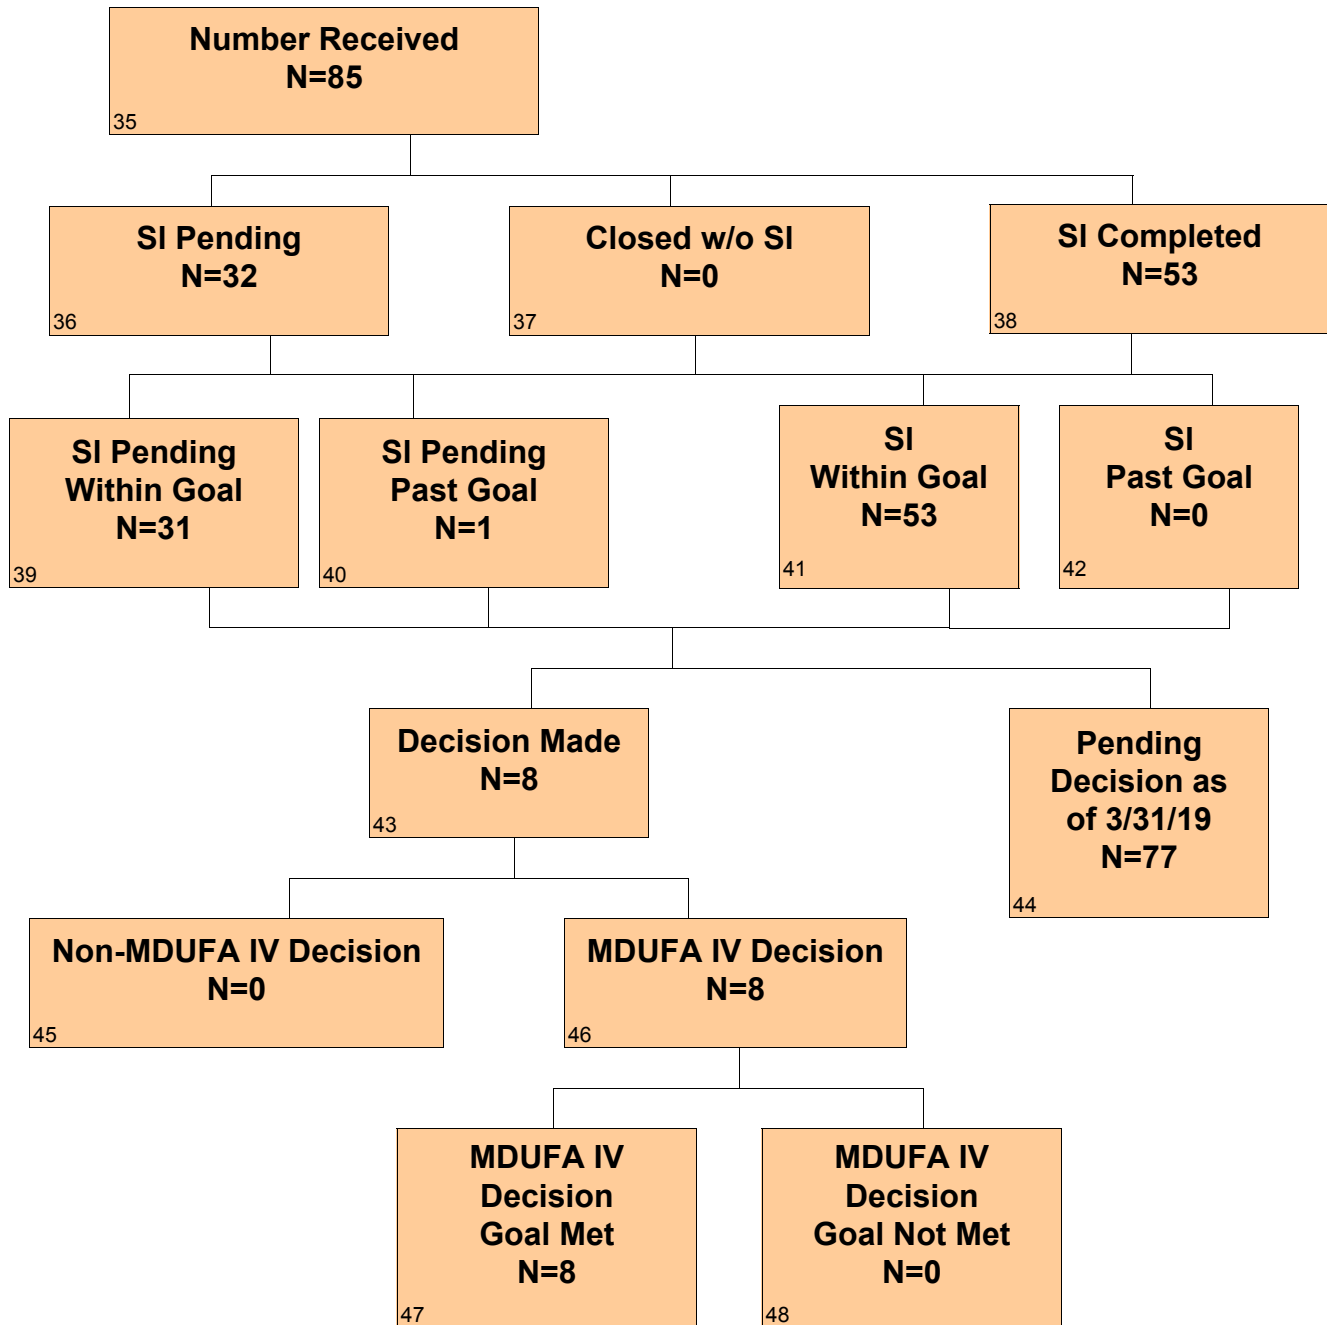 Number Received
N=85
35
SI Pending
N=32
36
Closed w/o SI
N=0
37
SI Completed
N=53
38
SI Pending
Within Goal
N=31
39
SI Pending
Past Goal
N=1
40
SI
Within Goal
N=53
41
SI
Past Goal
N=0
42
Decision Made
N=8
43
Pending
Decision as
of 3/31/19
N=77
44
Non-MDUFA IV Decision
N=0
45
MDUFA IV Decision
N=8
46
MDUFA IV
Decision
Goal Met
N=8
47
MDUFA IV
Decision
Goal Not Met
N=0
48